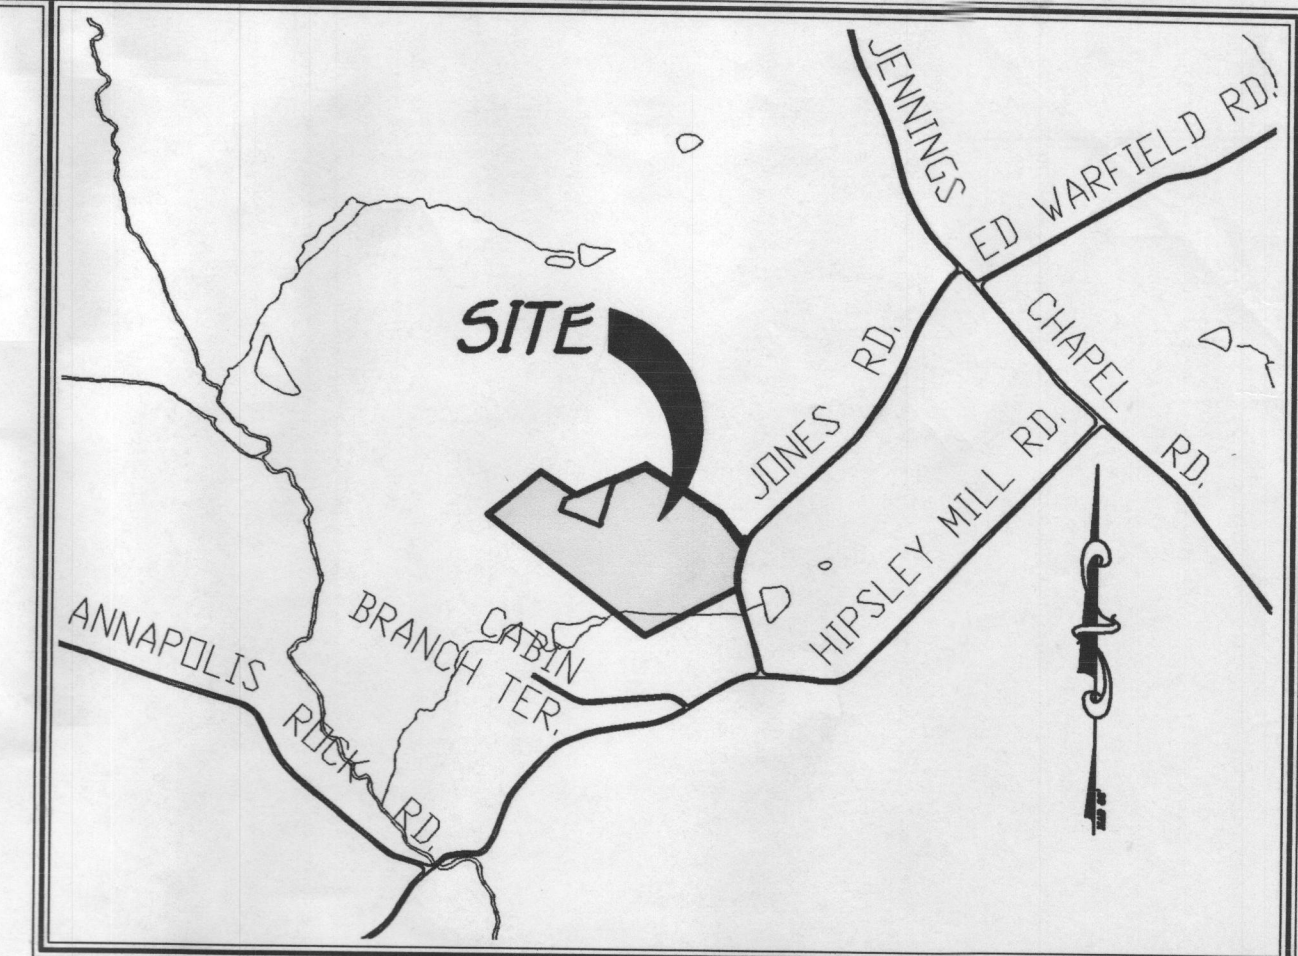 JENNINGS
CHAPEL
RD.
ED WARFIELD RD.
SITE
JONES
RD.
HIPSLEY MILL RD.
CABIN
BRANCH TER.
ANNAPOLIS
ROCK
RD.